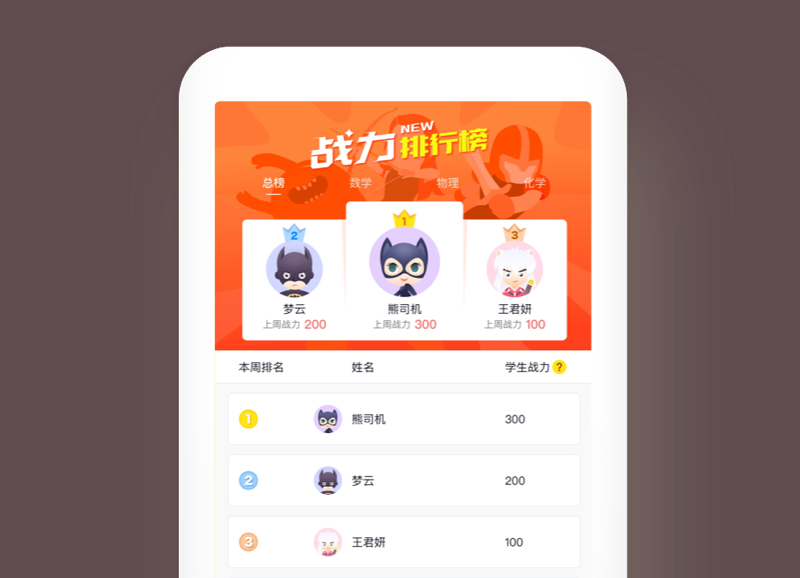 战力 NEW 排行榜
总榜 数学 物理 化学
2 1 3
梦云 熊司机 王君妍
上周战力 200 上周战力 300 上周战力 100
本周排名 姓名 学生战力 ?
1 熊司机 300
2 梦云 200
3 王君妍 100